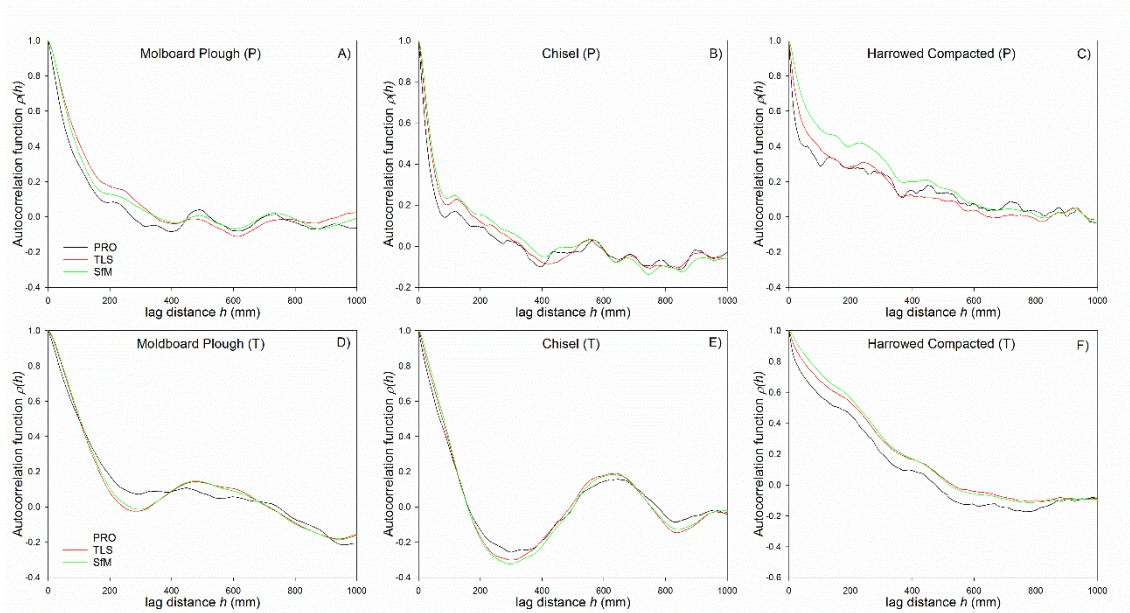 Molboard Plough (P)
A)
Autocorrelation function ρ(h)
1.0
0.8
0.6
0.4
0.2
0.0
-0.2
-0.4
PRO
TLS
SfM
0
200
400
600
800
1000
lag distance h (mm)
Chisel (P)
B)
Autocorrelation function ρ(h)
1.0
0.8
0.6
0.4
0.2
0.0
-0.2
0
200
400
600
800
1000
lag distance h (mm)
Harrowed Compacted (P)
C)
Autocorrelation function ρ(h)
1.0
0.8
0.6
0.4
0.2
0.0
-0.2
-0.4
0
200
400
600
800
1000
lag distance h (mm)
Moldboard Plough (T)
D)
Autocorrelation function ρ(h)
1.0
0.8
0.6
0.4
0.2
0.0
-0.2
-0.4
PRO
TLS
SfM
0
200
400
600
800
1000
lag distance h (mm)
Chisel (T)
E)
Autocorrelation function ρ(h)
1.0
0.8
0.6
0.4
0.2
0.0
-0.2
-0.4
0
200
400
600
800
1000
lag distance h (mm)
Harrowed Compacted (T)
F)
Autocorrelation function ρ(h)
1.0
0.8
0.6
0.4
0.2
0.0
-0.2
-0.4
-0.6
0
200
400
600
800
1000
lag distance h (mm)